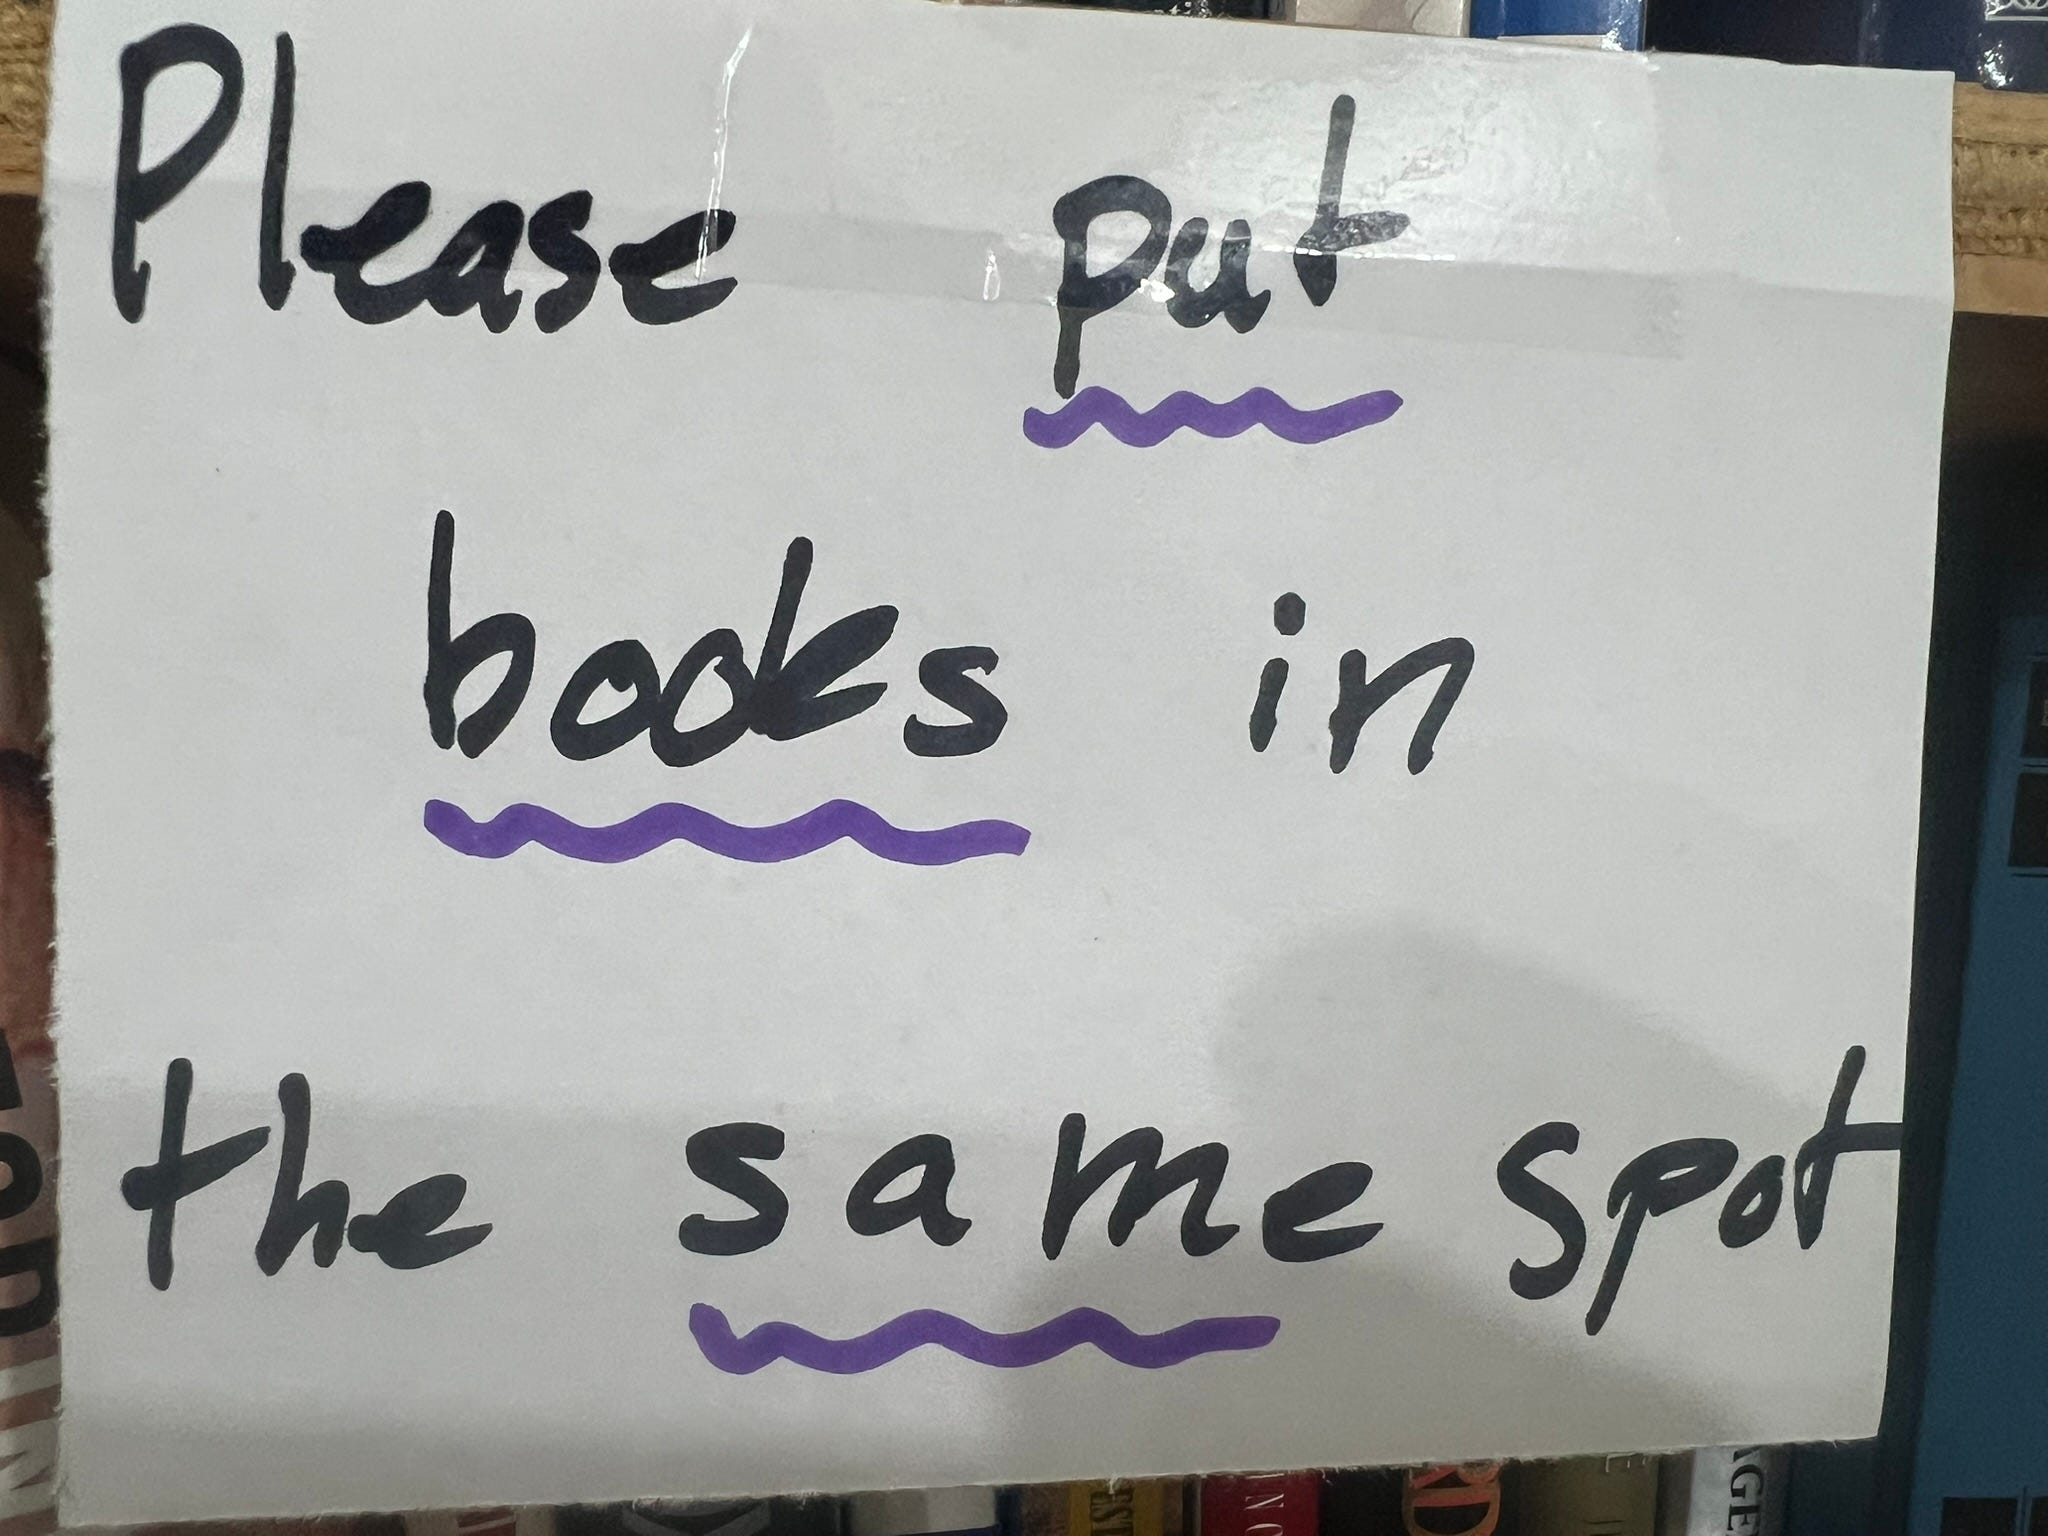 Please put
books in
the same spot